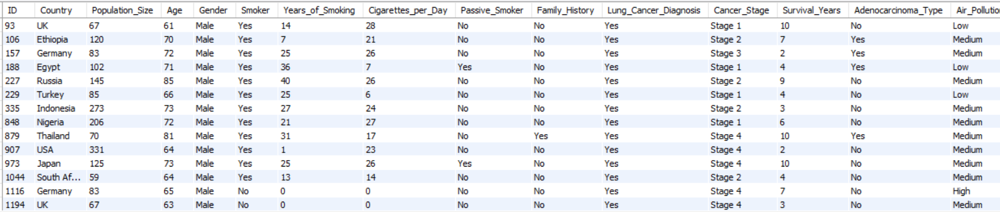 ID Country Population_Size Age Gender Smoker Years_of_Smoking Cigarettes_per_Day Passive_Smoker Family_History Lung_Cancer_Diagnosis Cancer_Stage Survival_Years Adenocarcinoma_Type Air_Pollutio
93 UK 67 61 Male Yes 14 28 No No Yes Stage 1 10 No Low
106 Ethiopia 120 70 Male Yes 7 21 No No Yes Stage 2 7 Yes Medium
157 Germany 83 72 Male Yes 25 26 No No Yes Stage 3 2 Yes Medium
188 Egypt 102 71 Male Yes 36 7 Yes No Yes Stage 1 4 Yes Low
227 Russia 145 85 Male Yes 40 26 No No Yes Stage 2 9 No Medium
229 Turkey 85 66 Male Yes 25 6 No No Yes Stage 1 4 No Low
335 Indonesia 273 73 Male Yes 27 24 No No Yes Stage 2 3 No Medium
848 Nigeria 206 72 Male Yes 21 27 No No Yes Stage 1 6 No Medium
879 Thailand 70 81 Male Yes 31 17 No Yes Yes Stage 4 10 Yes Medium
907 USA 331 64 Male Yes 1 23 No No Yes Stage 4 2 No Medium
973 Japan 125 73 Male Yes 25 26 Yes No Yes Stage 4 10 No Medium
1044 South Af... 59 64 Male Yes 13 14 No No Yes Stage 2 4 No Medium
1116 Germany 83 65 Male No 0 0 No No Yes Stage 4 7 No High
1194 UK 67 63 Male No 0 0 No No Yes Stage 4 3 No Medium